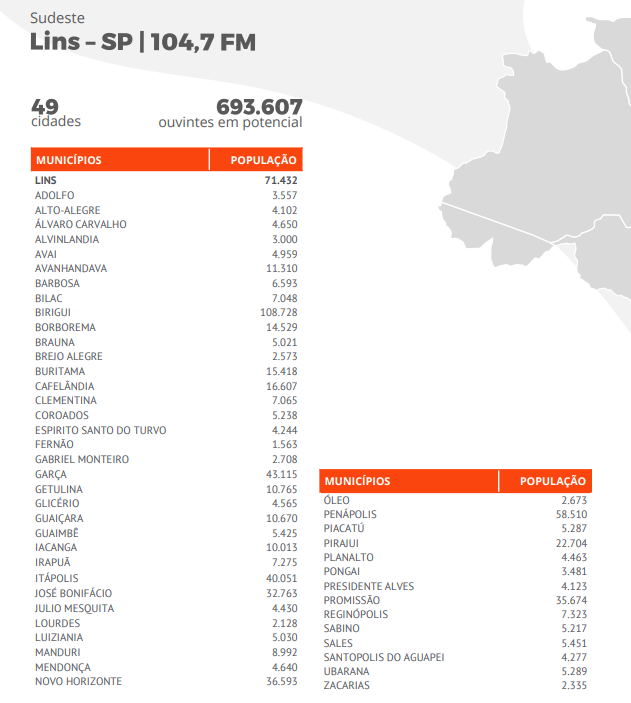 Sudeste
Lins – SP | 104,7 FM
49 693.607
cidades ouvintes em potencial
MUNICÍPIOS POPULAÇÃO
LINS 71.432
ADOLFO 3.557
ALTO-ALEGRE 4.102
ÁLVARO CARVALHO 4.650
ALVINLANDIA 3.000
AVAI 4.959
AVANHANDAVA 11.310
BARBOSA 6.593
BILAC 7.048
BIRIGUI 108.728
BORBOREMA 14.529
BRAUNA 5.021
BREJO ALEGRE 2.573
BURITAMA 15.418
CAFELÂNDIA 16.607
CLEMENTINA 7.065
COROADOS 5.238
ESPIRITO SANTO DO TURVO 4.244
FERNÃO 1.563
GABRIEL MONTEIRO 2.708
GARÇA 43.115
GETULINA 10.765
GLICÉRIO 4.565
GUAIÇARA 10.670
GUAIMBÊ 5.425
IACANGA 10.013
IRAPUÃ 7.275
ITÁPOLIS 40.051
JOSÉ BONIFÁCIO 32.763
JULIO MESQUITA 4.430
LOURDES 2.128
LUIZIANIA 5.030
MANDURI 8.992
MENDONÇA 4.640
NOVO HORIZONTE 36.593
MUNICÍPIOS POPULAÇÃO
ÓLEO 2.673
PENÁPOLIS 58.510
PIACATÚ 5.287
PIRAJUI 22.704
PLANALTO 4.463
PONGAI 3.481
PRESIDENTE ALVES 4.123
PROMISSÃO 35.674
REGINÓPOLIS 7.323
SABINO 5.217
SALES 5.451
SANTOPOLIS DO AGUAPEI 4.277
UBARANA 5.289
ZACARIAS 2.335